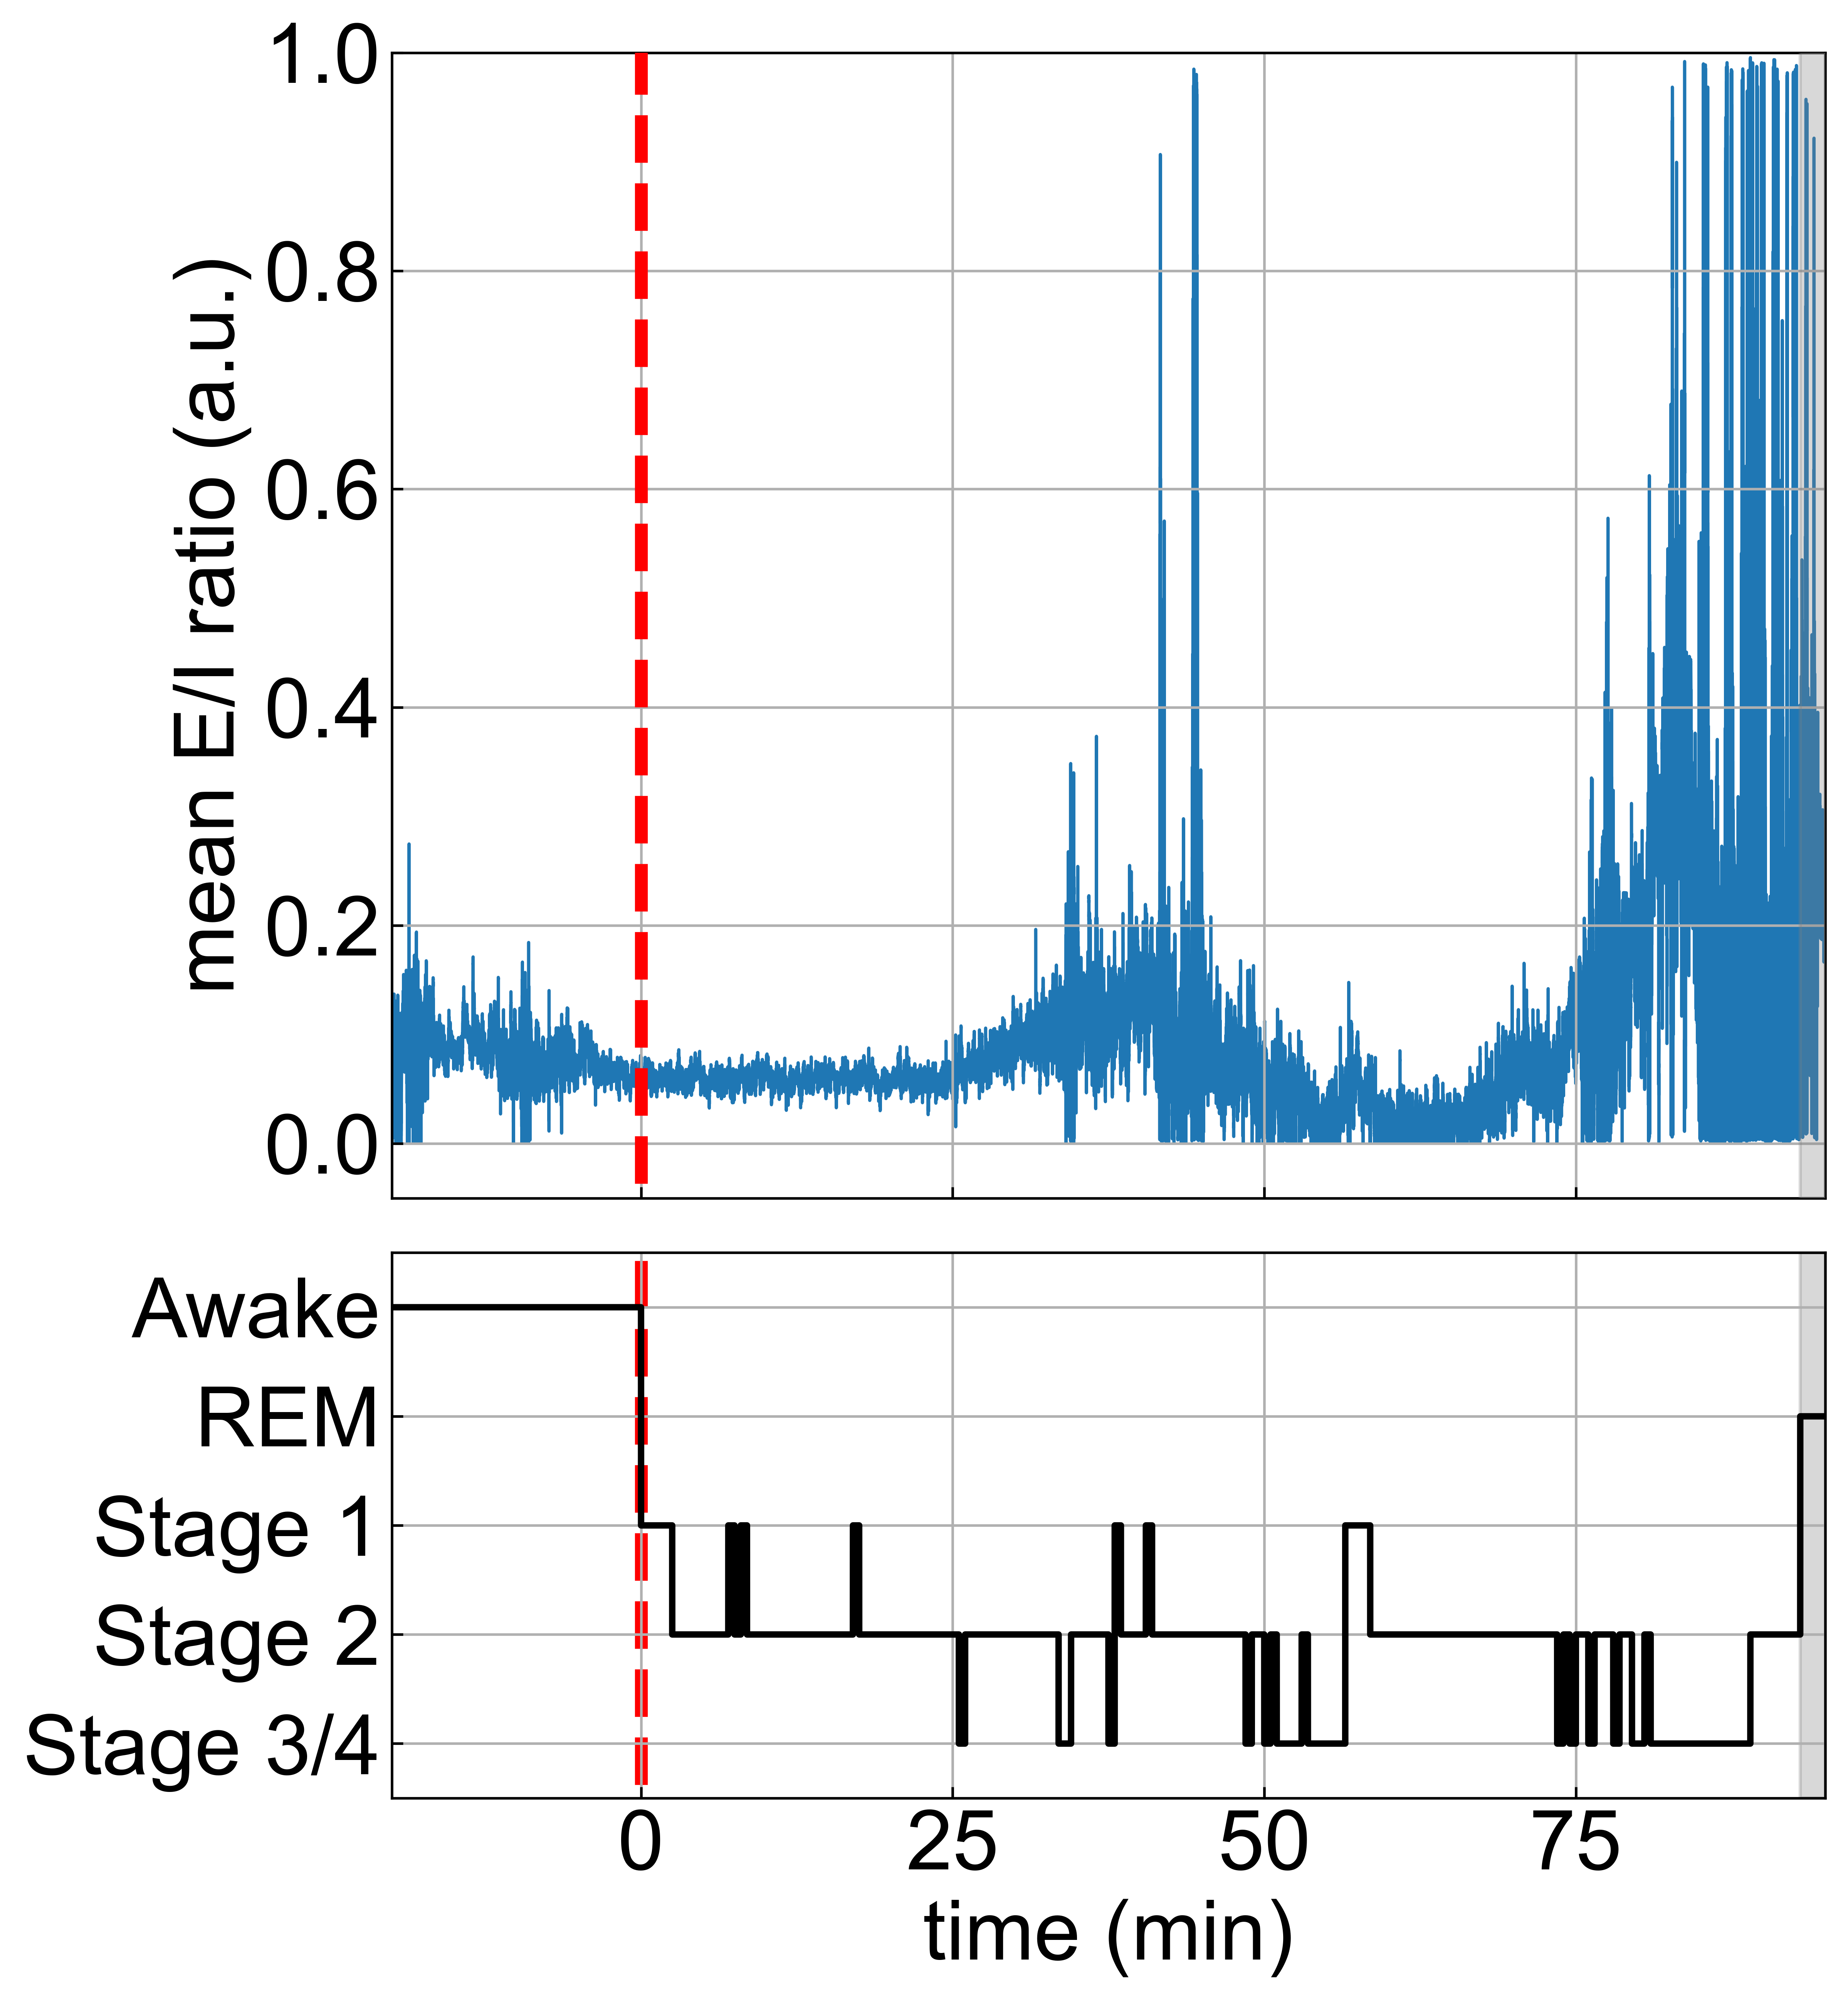 1.0
0.8
0.6
0.4
0.2
0.0
mean E/I ratio (a.u.)
Awake
REM
Stage 1
Stage 2
Stage 3/4
0 25 50 75
time (min)